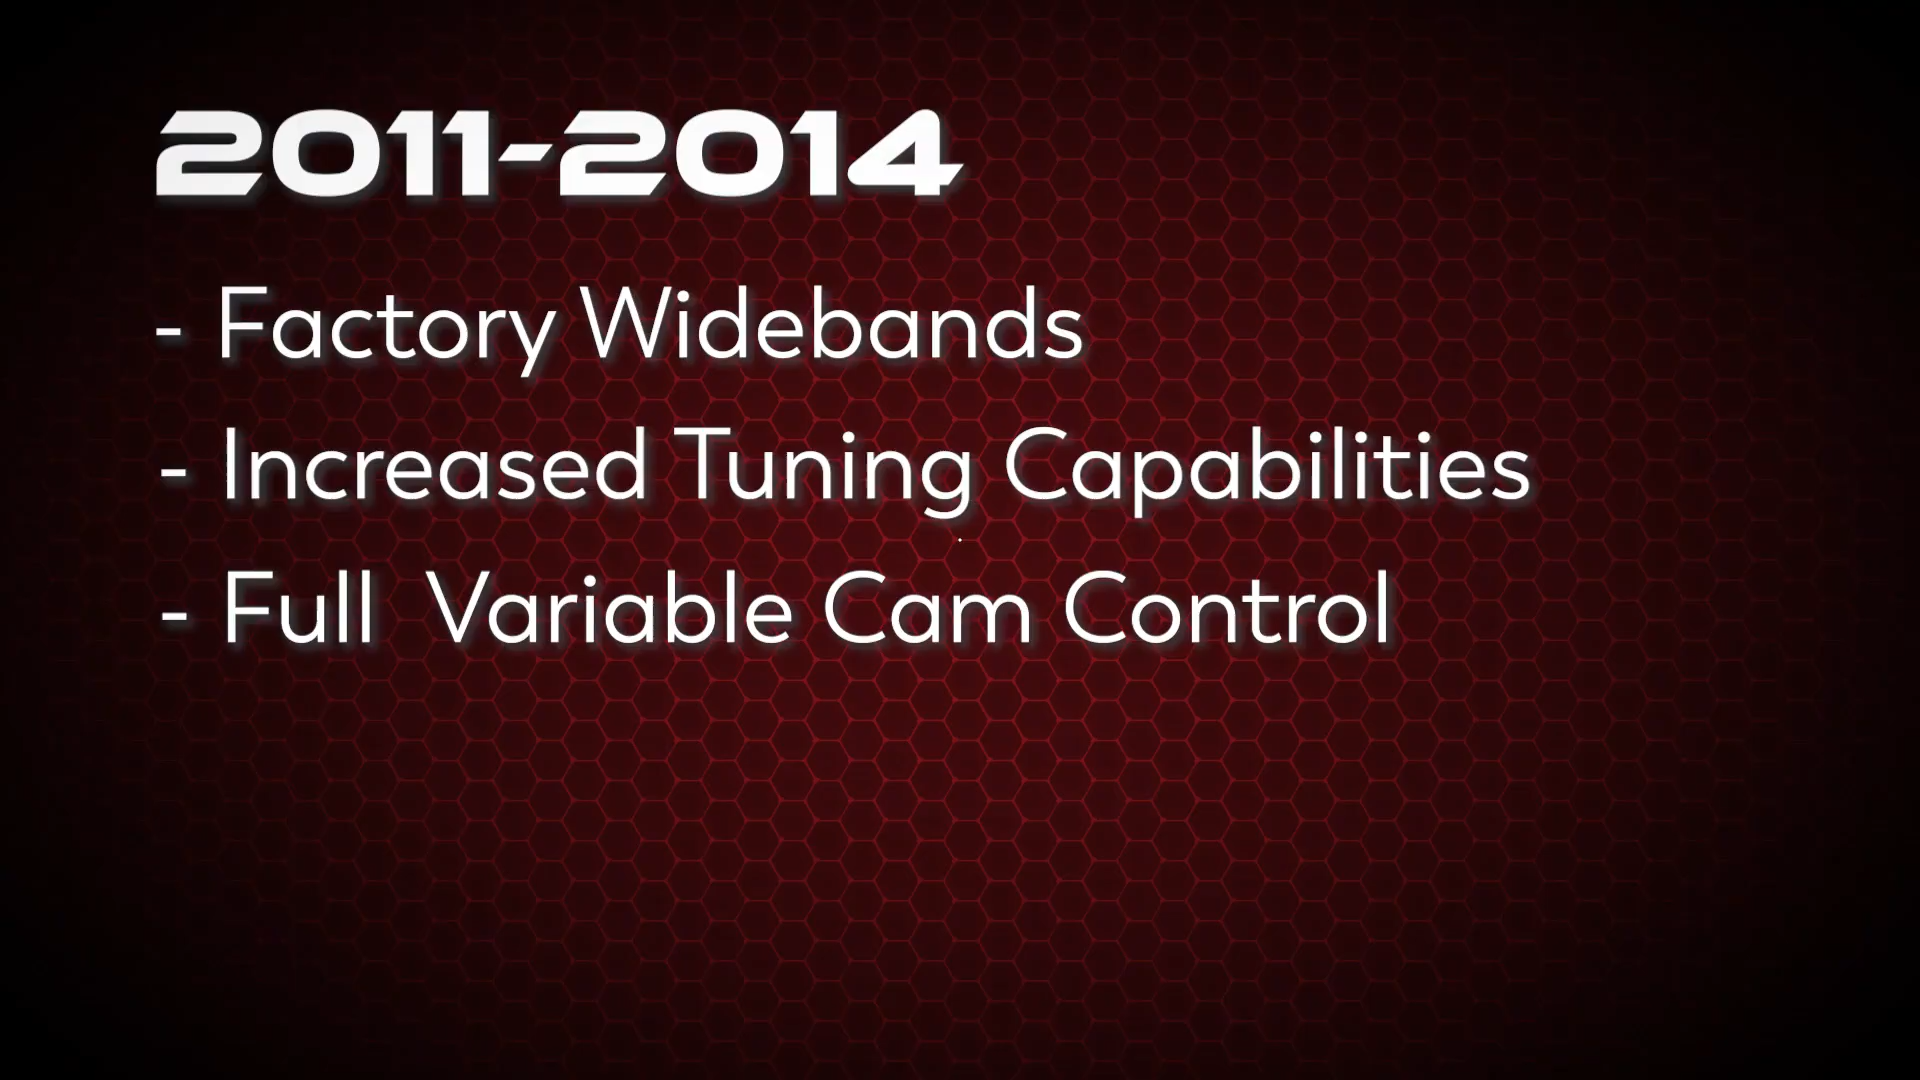 2011-2014
- Factory Widebands
- Increased Tuning Capabilities
- Full  Variable Cam Control